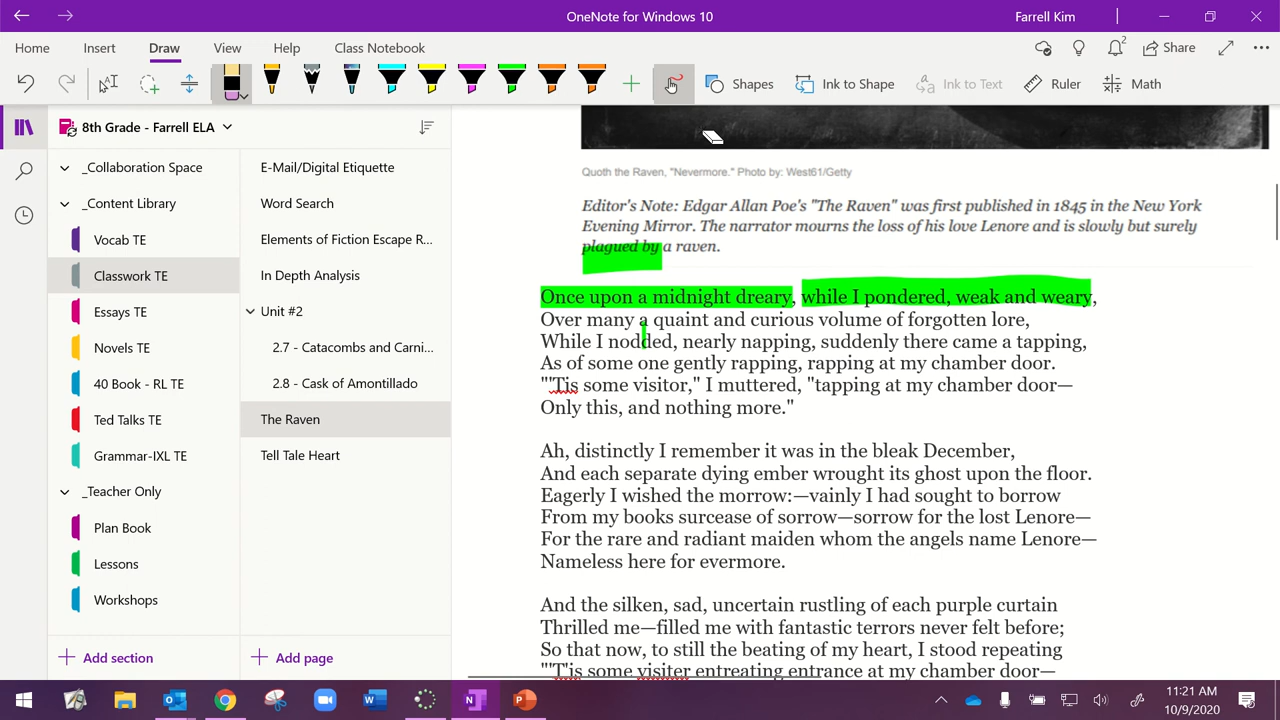 OneNote for Windows 10
Farrell Kim
Home Insert Draw View Help Class Notebook
2 Share
Shapes Ink to Shape Ink to Text Ruler Math
8th Grade - Farrell ELA
_Collaboration Space
_Content Library
Vocab TE
Classwork TE
Essays TE
Novels TE
40 Book - RL TE
Ted Talks TE
Grammar-IXL TE
_Teacher Only
Plan Book
Lessons
Workshops
Add section
E-Mail/Digital Etiquette
Word Search
Elements of Fiction Escape R...
In Depth Analysis
Unit #2
2.7 - Catacombs and Carni...
2.8 - Cask of Amontillado
The Raven
Tell Tale Heart
Add page
Quoth the Raven, "Nevermore." Photo by: West61/Getty
Editor's Note: Edgar Allan Poe's "The Raven" was first published in 1845 in the New York
Evening Mirror. The narrator mourns the loss of his love Lenore and is slowly but surely
plagued by a raven.
Once upon a midnight dreary, while I pondered, weak and weary,
Over many a quaint and curious volume of forgotten lore,
While I nodded, nearly napping, suddenly there came a tapping,
As of some one gently rapping, rapping at my chamber door.
"'Tis some visitor," I muttered, "tapping at my chamber door—
Only this, and nothing more."
Ah, distinctly I remember it was in the bleak December,
And each separate dying ember wrought its ghost upon the floor.
Eagerly I wished the morrow:—vainly I had sought to borrow
From my books surcease of sorrow—sorrow for the lost Lenore—
For the rare and radiant maiden whom the angels name Lenore—
Nameless here for evermore.
And the silken, sad, uncertain rustling of each purple curtain
Thrilled me—filled me with fantastic terrors never felt before;
So that now, to still the beating of my heart, I stood repeating
"'T'is some visiter entreating entrance at my chamber door—
11:21 AM
10/9/2020